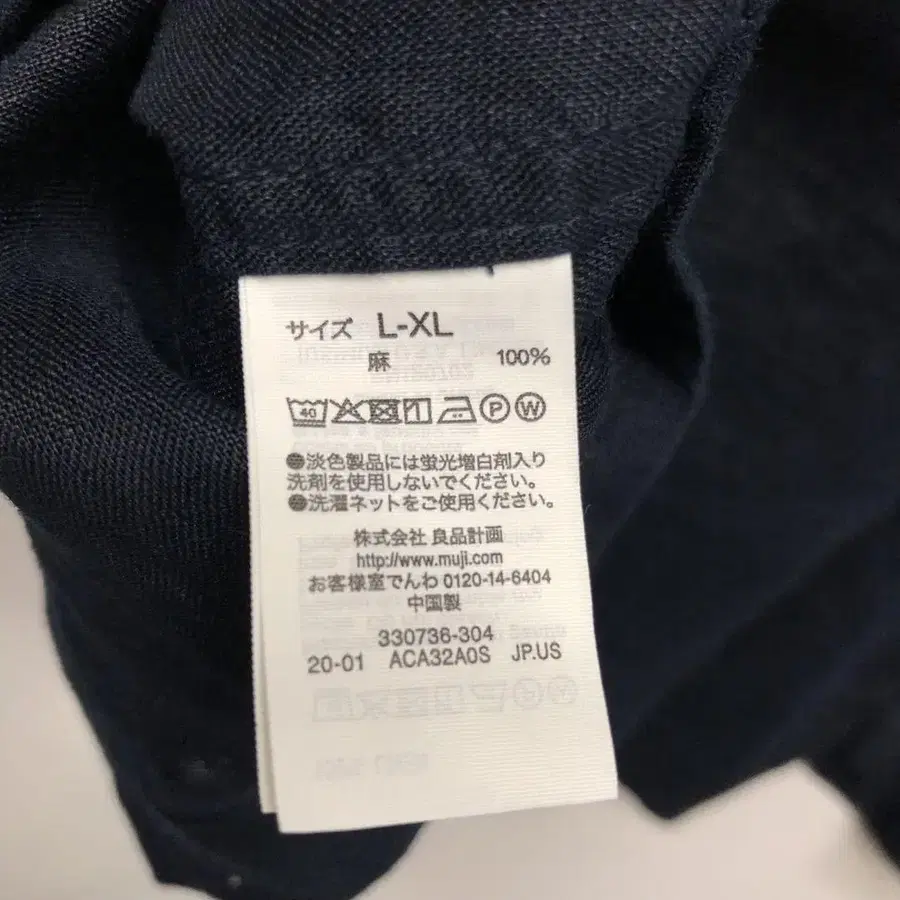 サイズ L-XL
麻 100%
40 P W
●淡色製品には蛍光増白剤入り
洗剤を使用しないでください。
●洗濯ネットをご使用ください。
株式会社 良品計画
http://www.muji.com
お客様室でんわ 0120-14-6404
中国製
330736-304
20-01 ACA32A0S JP.US